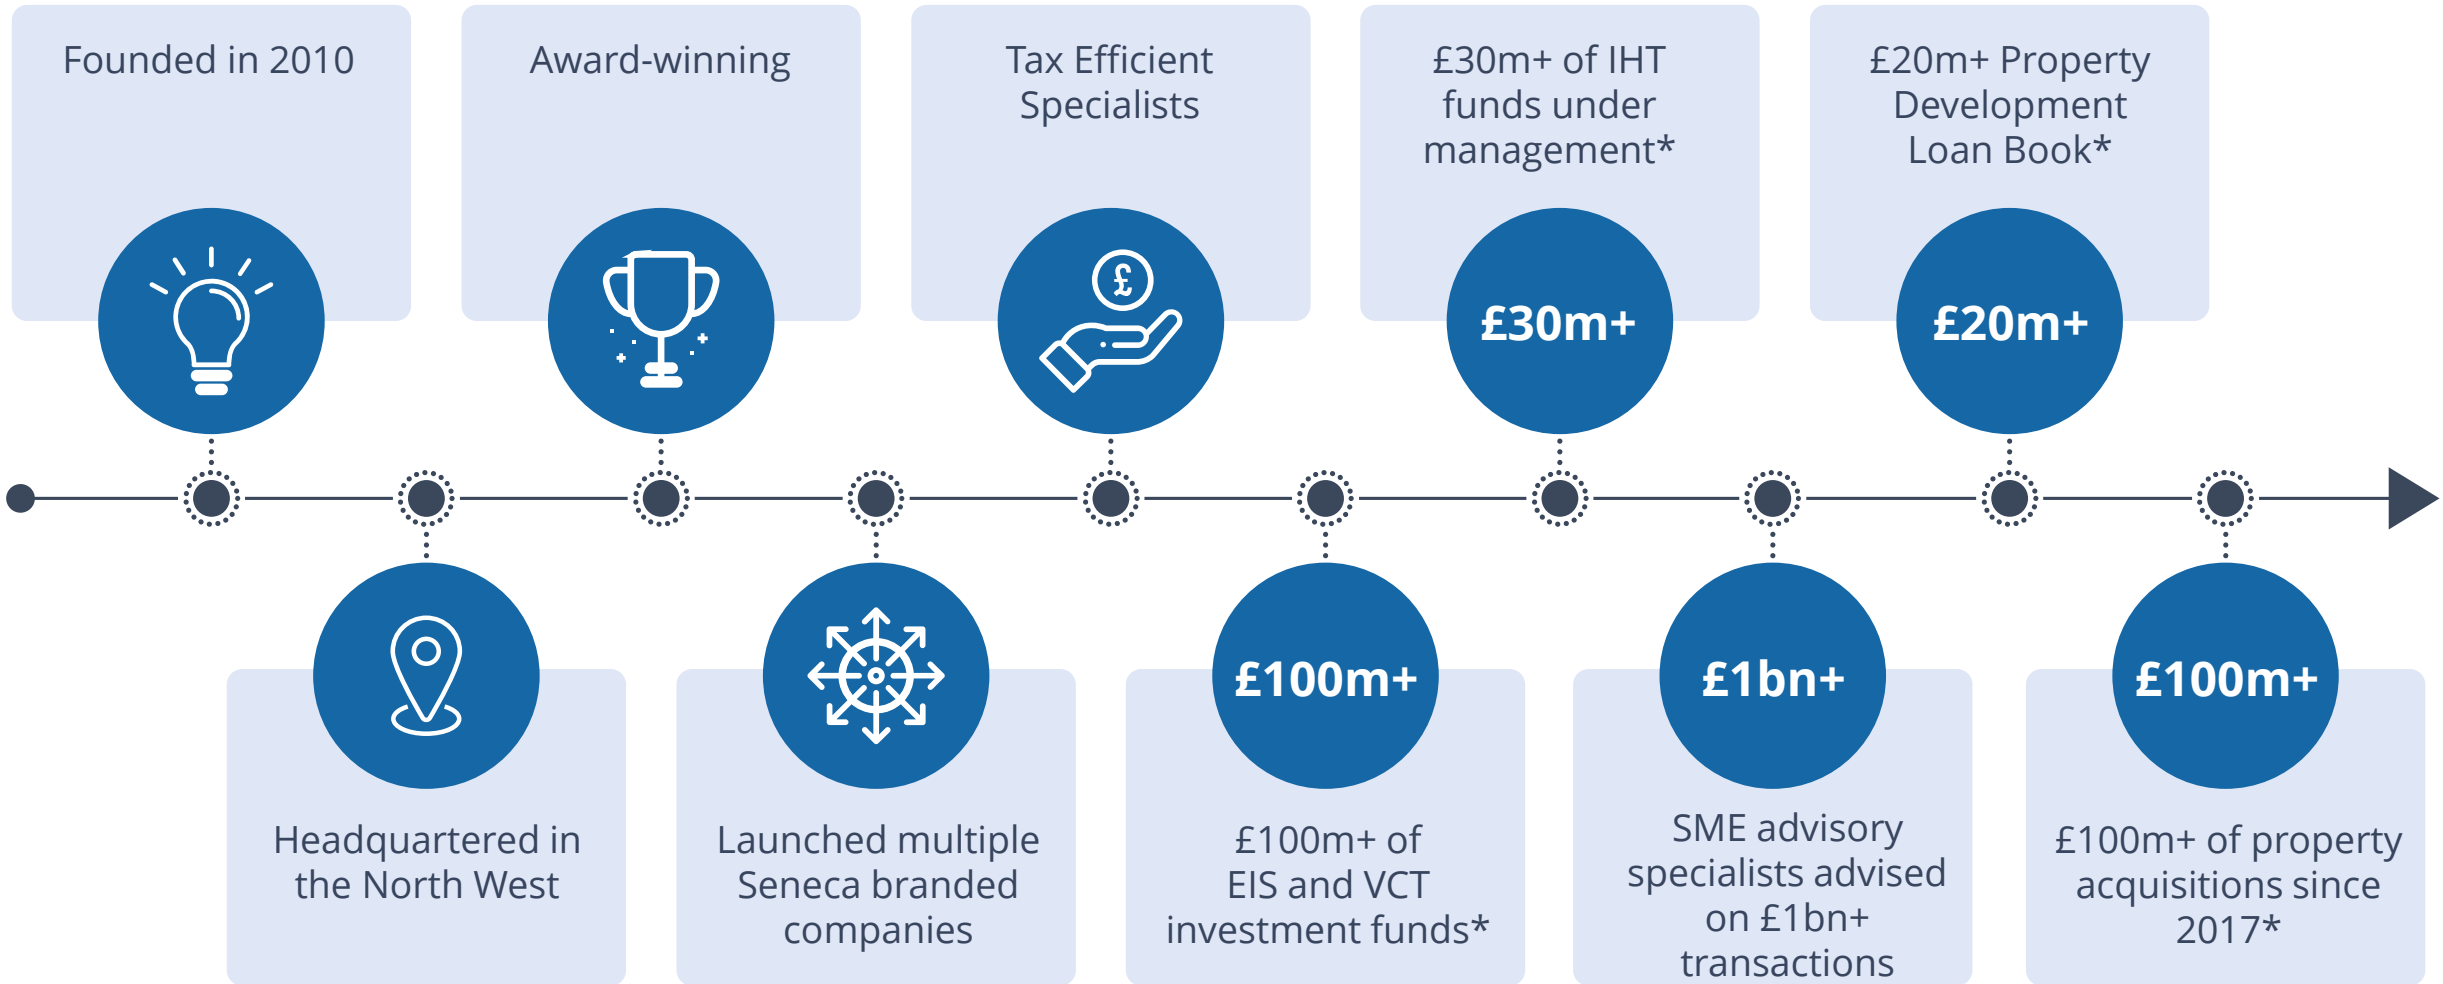 Founded in 2010
Award-winning
Tax Efficient
Specialists
£30m+ of IHT
funds under
management*
£20m+ Property
Development
Loan Book*
£
£30m+
£20m+
£100m+
£1bn+
£100m+
Headquartered in
the North West
Launched multiple
Seneca branded
companies
£100m+ of
EIS and VCT
investment funds*
SME advisory
specialists advised
on £1bn+
transactions
£100m+ of property
acquisitions since
2017*